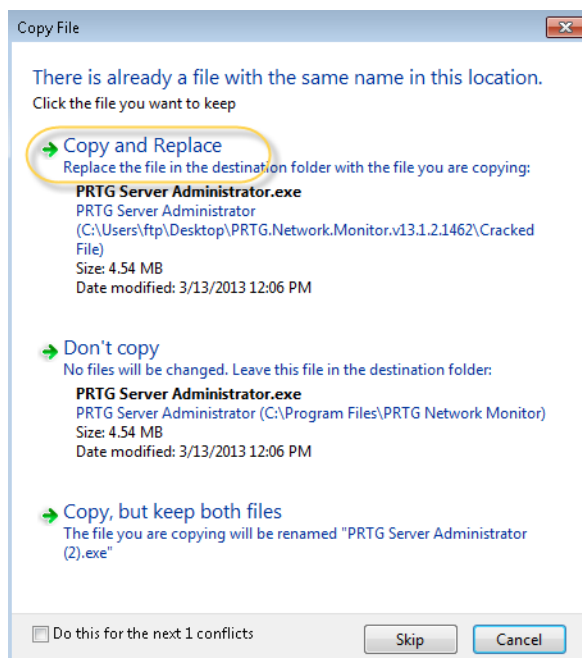 Copy File
There is already a file with the same name in this location.
Click the file you want to keep
Copy and Replace
Replace the file in the destination folder with the file you are copying:
PRTG Server Administrator.exe
PRTG Server Administrator
(C:\Users\ftp\Desktop\PRTG.Network.Monitor.v13.1.2.1462\Cracked
File)
Size: 4.54 MB
Date modified: 3/13/2013 12:06 PM
Don't copy
No files will be changed. Leave this file in the destination folder:
PRTG Server Administrator.exe
PRTG Server Administrator (C:\Program Files\PRTG Network Monitor)
Size: 4.54 MB
Date modified: 3/13/2013 12:06 PM
Copy, but keep both files
The file you are copying will be renamed "PRTG Server Administrator
(2).exe"
Do this for the next 1 conflicts
Skip
Cancel